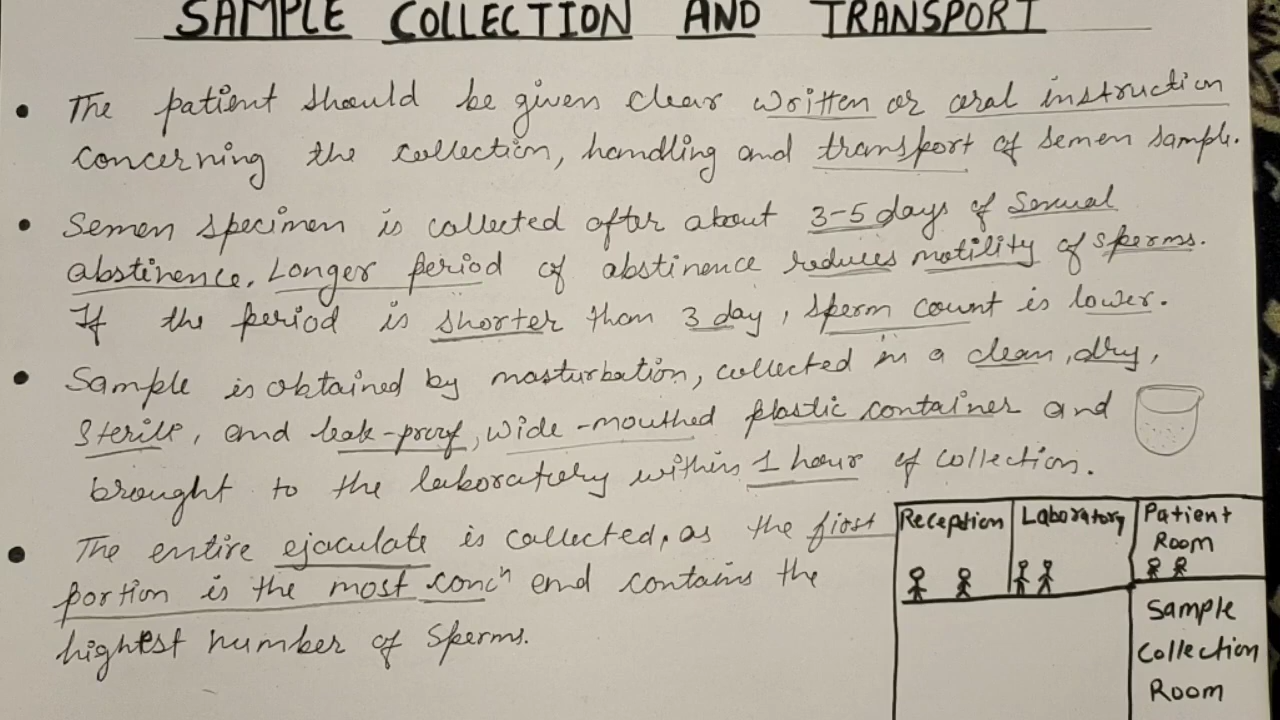 SAMPLE COLLECTION AND TRANSPORT
• The patient should be given clear written or oral instruction
concerning the collection, handling and transport of semen sample.
• Semen specimen is collected after about 3-5 days of Sexual
abstinence. Longer period of abstinence reduces motility of sperms.
If the period is shorter than 3 day, sperm count is lower.
• Sample is obtained by masturbation, collected in a clean, dry,
Sterile, and leak-proof, wide-mouthed plastic container and
brought to the laboratory within 1 hour of collection.
• The entire ejaculate is collected, as the first
portion is the most concⁿ and contains the
highest number of Sperms.
Reception
Laboratory
Patient
Room
Sample
Collection
Room